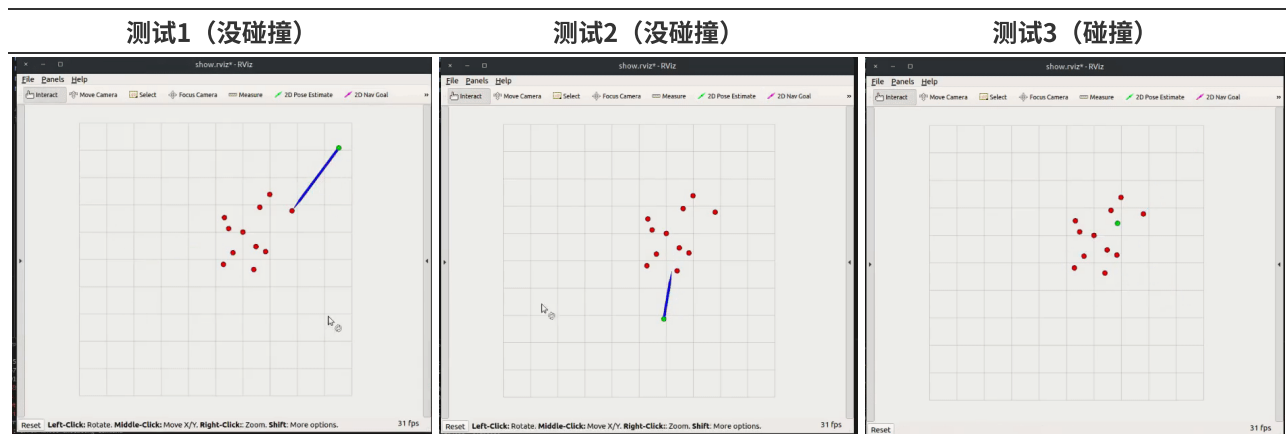 测试1（没碰撞）
测试2（没碰撞）
测试3（碰撞）
show.rviz* - RViz
File Panels Help
Interact Move Camera Select Focus Camera Measure 2D Pose Estimate 2D Nav Goal »
Reset Left-Click: Rotate. Middle-Click: Move X/Y. Right-Click:: Zoom. Shift: More options. 31 fps
show.rviz* - RViz
File Panels Help
Interact Move Camera Select Focus Camera Measure 2D Pose Estimate 2D Nav Goal »
Reset Left-Click: Rotate. Middle-Click: Move X/Y. Right-Click:: Zoom. Shift: More options. 31 fps
show.rviz* - RViz
File Panels Help
Interact Move Camera Select Focus Camera Measure 2D Pose Estimate 2D Nav Goal »
Reset 31 fps